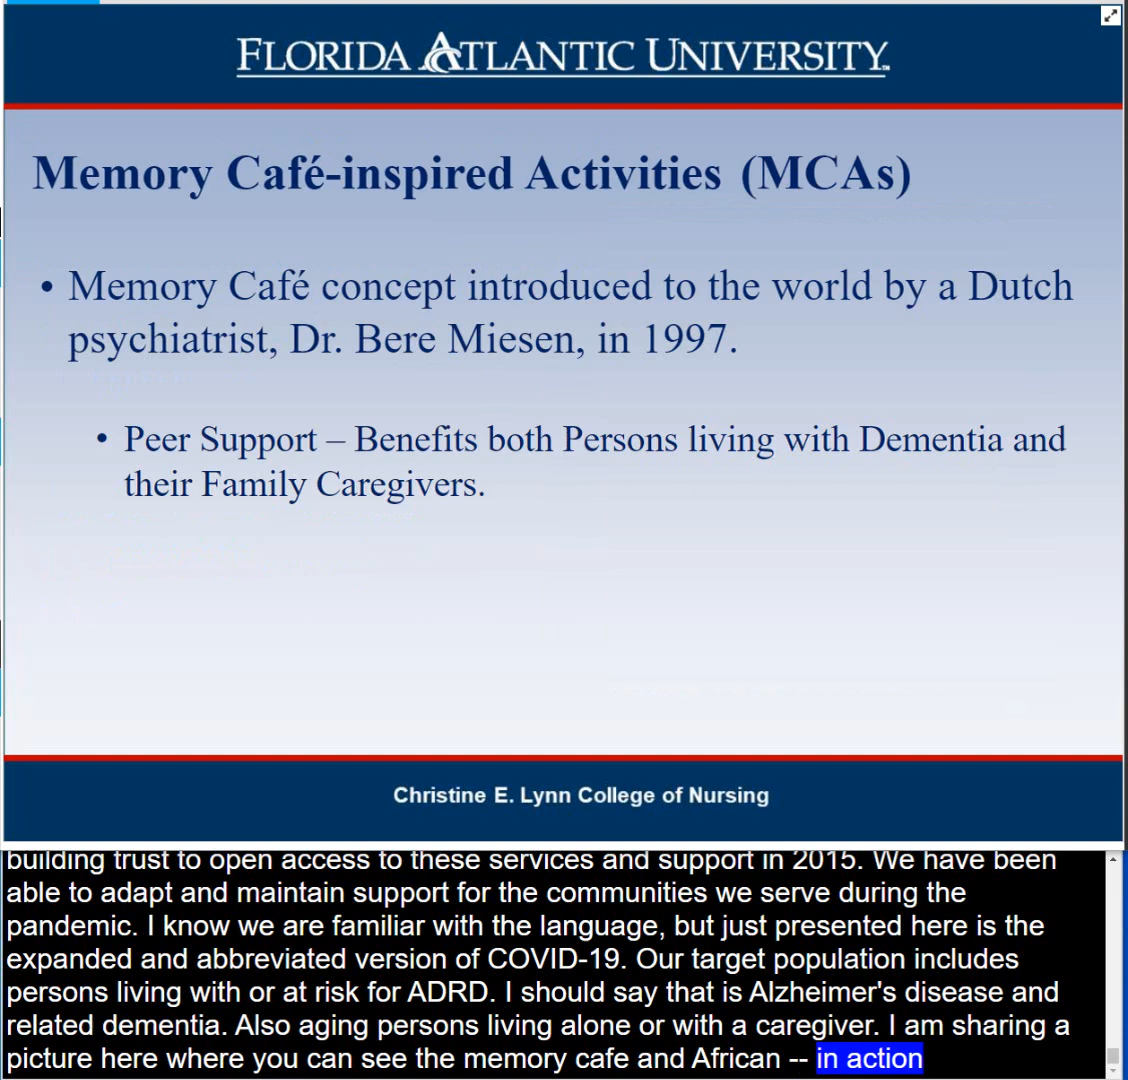 FLORIDA ATLANTIC UNIVERSITY™
Memory Café-inspired Activities (MCAs)
• Memory Café concept introduced to the world by a Dutch
psychiatrist, Dr. Bere Miesen, in 1997.
• Peer Support – Benefits both Persons living with Dementia and
their Family Caregivers.
Christine E. Lynn College of Nursing
building trust to open access to these services and support in 2015. We have been
able to adapt and maintain support for the communities we serve during the
pandemic. I know we are familiar with the language, but just presented here is the
expanded and abbreviated version of COVID-19. Our target population includes
persons living with or at risk for ADRD. I should say that is Alzheimer's disease and
related dementia. Also aging persons living alone or with a caregiver. I am sharing a
picture here where you can see the memory cafe and African -- in action